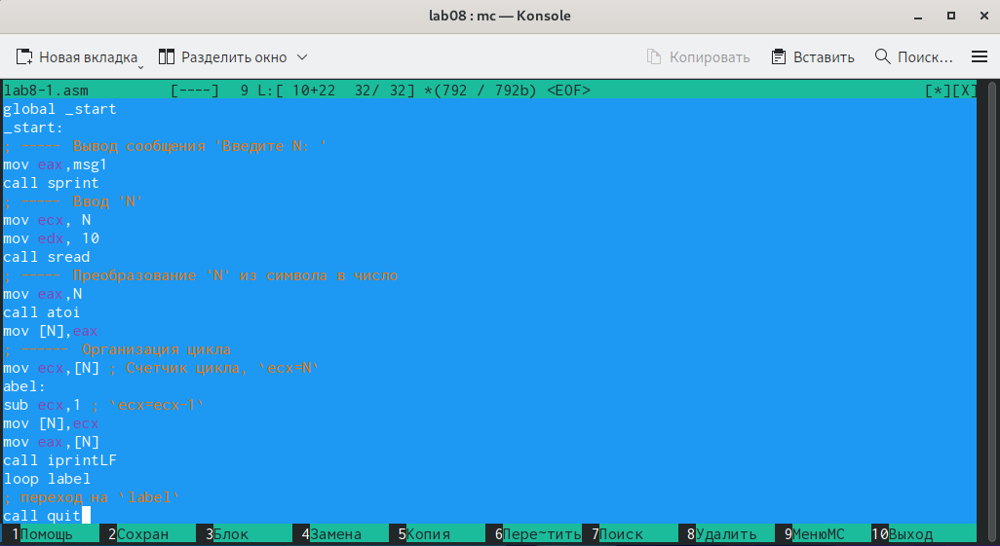 lab08 : mc — Konsole
Новая вкладка Разделить окно Копировать Вставить Поиск...
lab8-1.asm [----] 9 L:[ 10+22 32/ 32] *(792 / 792b) <EOF> [*][X]
global _start
_start:
; ----- Вывод сообщения 'Введите N: '
mov eax,msg1
call sprint
; ----- Ввод 'N'
mov ecx, N
mov edx, 10
call sread
; ----- Преобразование 'N' из символа в число
mov eax,N
call atoi
mov [N],eax
; ------ Организация цикла
mov ecx,[N] ; Счетчик цикла, `ecx=N`
abel:
sub ecx,1 ; `ecx=ecx-1`
mov [N],ecx
mov eax,[N]
call iprintLF
loop label
; переход на `label`
call quit
1Помощь 2Сохран 3Блок 4Замена 5Копия 6Пере~тить 7Поиск 8Удалить 9МенюMC 10Выход